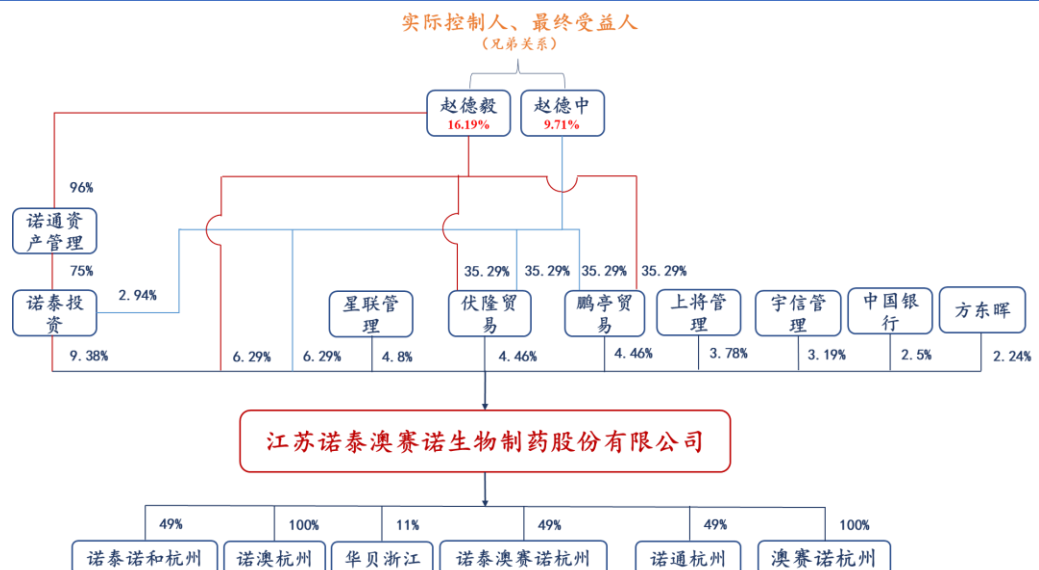 实际控制人、最终受益人
（兄弟关系）
赵德毅
16.19%
赵德中
9.71%
96%
诺通资
产管理
75%
诺泰投
资
2.94%
35.29%
35.29%
35.29%
35.29%
星联管
理
伏隆贸
易
鹏亭贸
易
上将管
理
宇信管
理
中国银
行
方东晖
9.38%
6.29%
6.29%
4.8%
4.46%
4.46%
3.78%
3.19%
2.5%
2.24%
江苏诺泰澳赛诺生物制药股份有限公司
49%
100%
11%
49%
49%
100%
诺泰诺和杭州
诺澳杭州
华贝浙江
诺泰澳赛诺杭州
诺通杭州
澳赛诺杭州